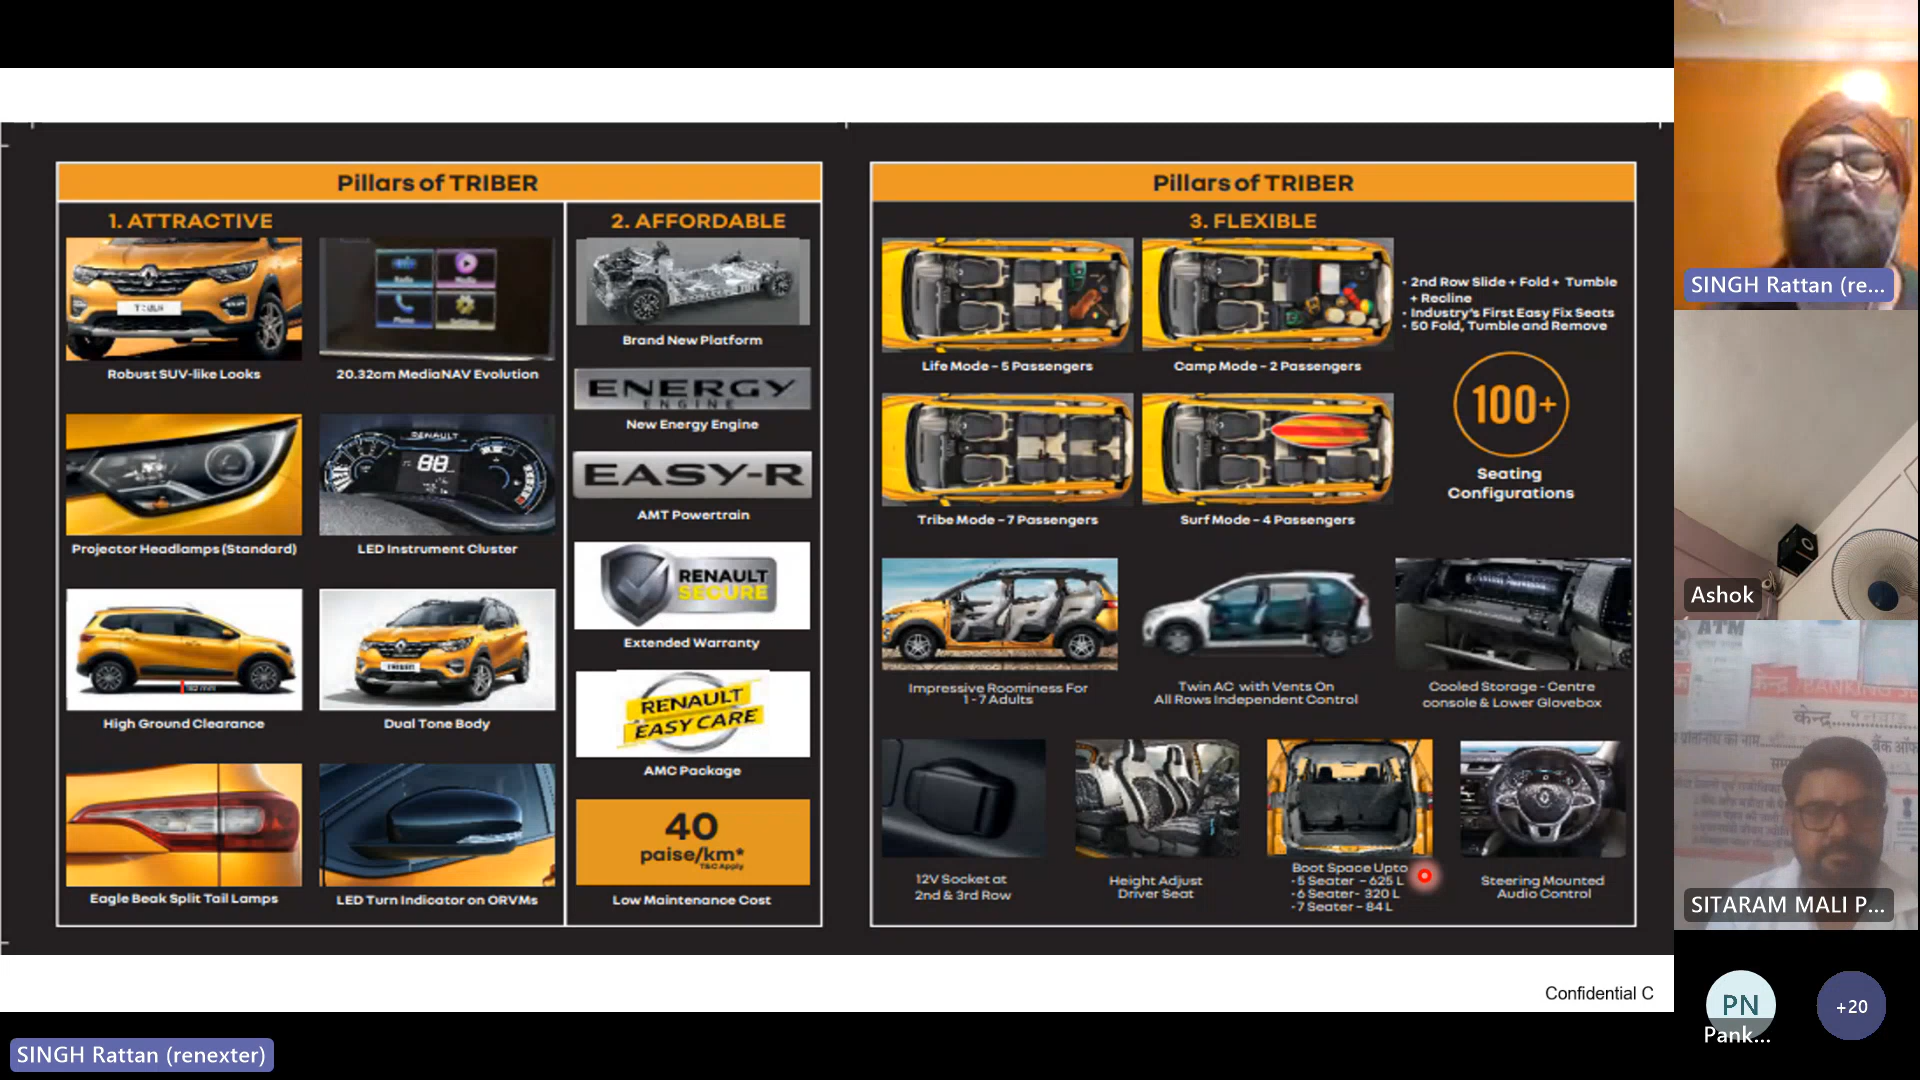 Pillars of TRIBER
1. ATTRACTIVE
Robust SUV-like Looks
20.32cm MediaNAV Evolution
Projector Headlamps (Standard)
RENAULT
LED Instrument Cluster
182 mm
High Ground Clearance
TRIBER
Dual Tone Body
Eagle Beak Split Tail Lamps
LED Turn Indicator on ORVMs
2. AFFORDABLE
Brand New Platform
ENERGY
ENGINE
New Energy Engine
EASY-R
AMT Powertrain
RENAULT
SECURE
Extended Warranty
RENAULT
EASY CARE
AMC Package
40
paise/km*
T&C Apply
Low Maintenance Cost
Pillars of TRIBER
3. FLEXIBLE
Life Mode - 5 Passengers
Camp Mode - 2 Passengers
• 2nd Row Slide + Fold + Tumble
+ Recline
• Industry's First Easy Fix Seats
• 50 Fold, Tumble and Remove
100+
Seating
Configurations
Tribe Mode - 7 Passengers
Surf Mode - 4 Passengers
Impressive Roominess For
1 - 7 Adults
Twin AC with Vents On
All Rows Independent Control
Cooled Storage - Centre
console & Lower Glovebox
12V Socket at
2nd & 3rd Row
Height Adjust
Driver Seat
Boot Space Upto
-5 Seater - 625 L
-6 Seater- 320 L
-7 Seater - 84 L
Steering Mounted
Audio Control
Confidential C
SINGH Rattan (renexter)
SINGH Rattan (re...
Ashok
ATM
केन्द्र
SITARAM MALI P...
PN
Pank...
+20